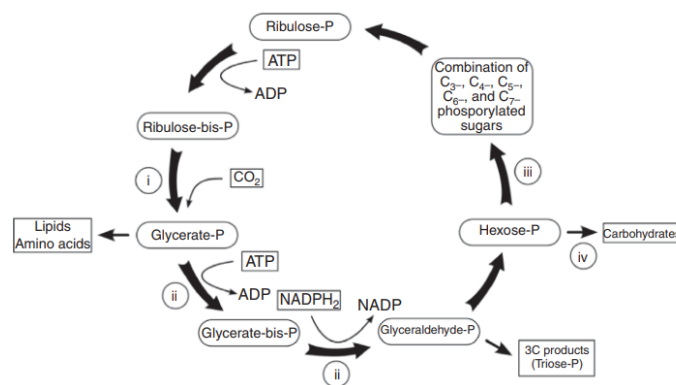 Ribulose-P
ATP
ADP
Ribulose-bis-P
i
CO₂
Lipids
Amino acids
Glycerate-P
ii
ATP
ADP
NADPH₂
NADP
Glycerate-bis-P
ii
Glyceraldehyde-P
3C products
(Triose-P)
Hexose-P
iv
Carbohydrates
iii
Combination of
C₃₋, C₄₋, C₅₋,
C₆₋, and C₇₋
phosporylated
sugars